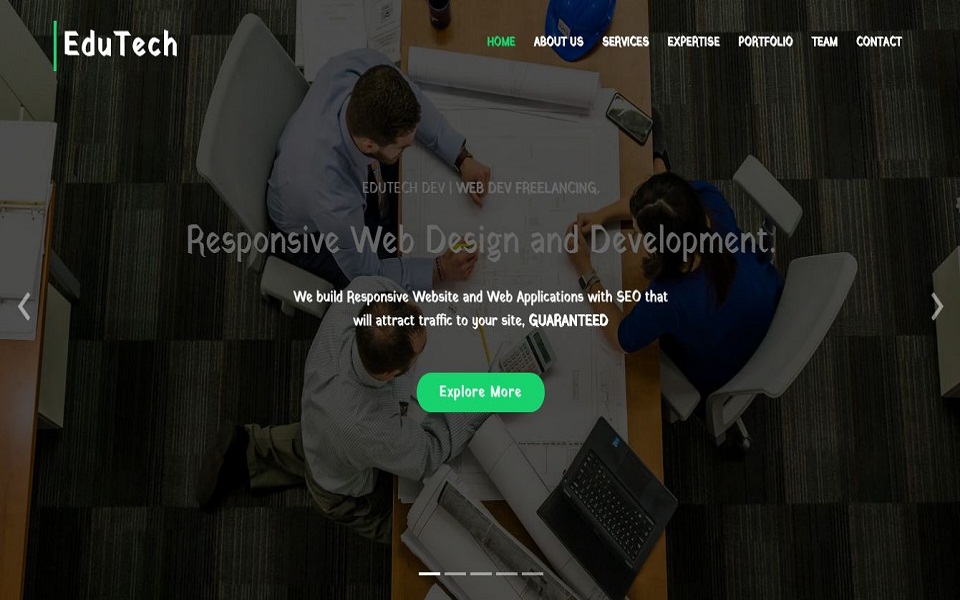 EduTech
HOME ABOUT US SERVICES EXPERTISE PORTFOLIO TEAM CONTACT
EDUTECH DEV | WEB DEV FREELANCING.
Responsive Web Design and Development.
We build Responsive Website and Web Applications with SEO that
will attract traffic to your site, GUARANTEED
Explore More